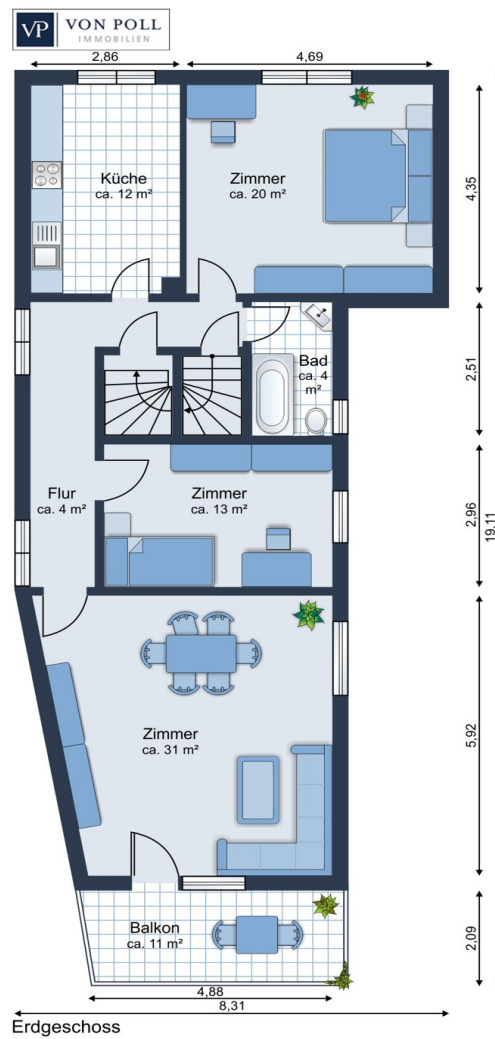 VP VON POLL
IMMOBILIEN
2,86
4,69
Küche
ca. 12 m²
Zimmer
ca. 20 m²
4,35
Bad
ca. 4
m²
2,51
Flur
ca. 4 m²
Zimmer
ca. 13 m²
2,96
19,11
Zimmer
ca. 31 m²
5,92
Balkon
ca. 11 m²
2,09
4,88
8,31
Erdgeschoss